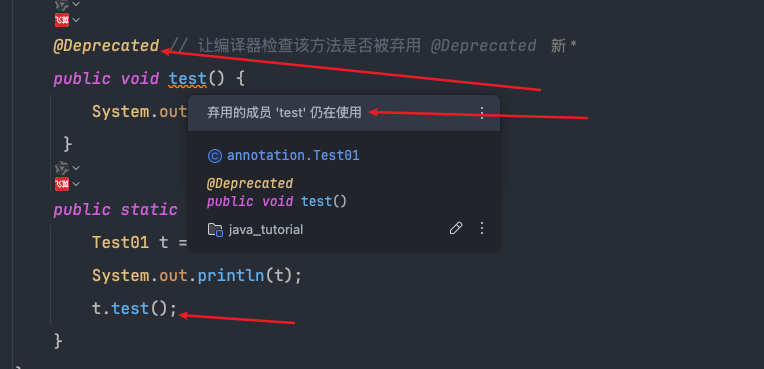 @Deprecated // 让编译器检查该方法是否被弃用 @Deprecated 新 *
public void test() {
System.out
弃用的成员 'test' 仍在使用
annotation.Test01
@Deprecated
public void test()
java_tutorial
}
public static
Test01 t =
System.out.println(t);
t.test();
}